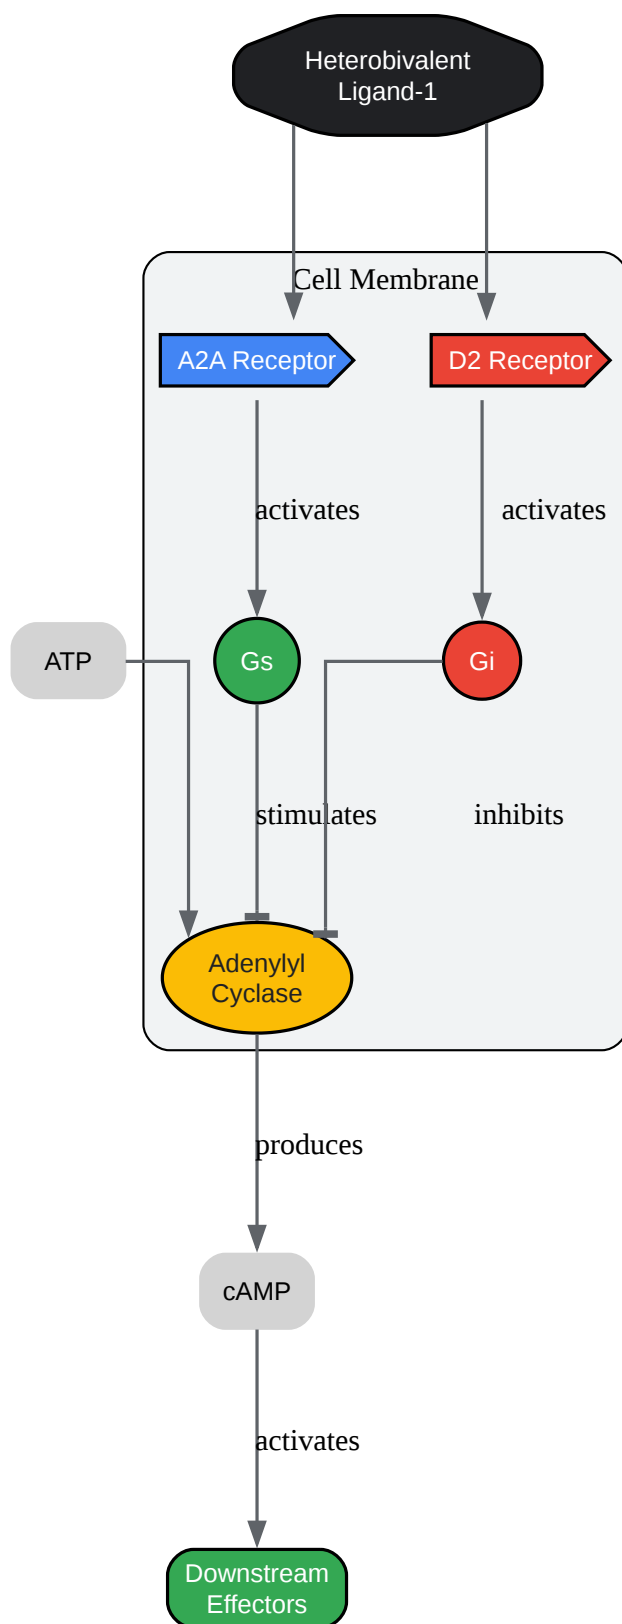 Heterobivalent
Ligand-1
Cell Membrane
A2A Receptor
D2 Receptor
activates
activates
ATP
Gs
Gi
stimulates
inhibits
Adenylyl
Cyclase
produces
cAMP
activates
Downstream
Effectors